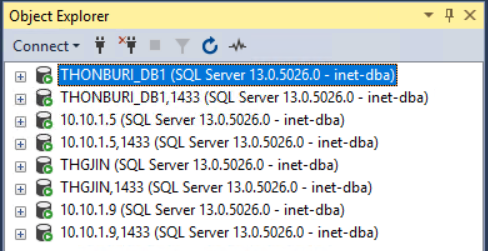 Object Explorer
Connect
THONBURI_DB1 (SQL Server 13.0.5026.0 - inet-dba)
THONBURI_DB1,1433 (SQL Server 13.0.5026.0 - inet-dba)
10.10.1.5 (SQL Server 13.0.5026.0 - inet-dba)
10.10.1.5,1433 (SQL Server 13.0.5026.0 - inet-dba)
THGJIN (SQL Server 13.0.5026.0 - inet-dba)
THGJIN,1433 (SQL Server 13.0.5026.0 - inet-dba)
10.10.1.9 (SQL Server 13.0.5026.0 - inet-dba)
10.10.1.9,1433 (SQL Server 13.0.5026.0 - inet-dba)